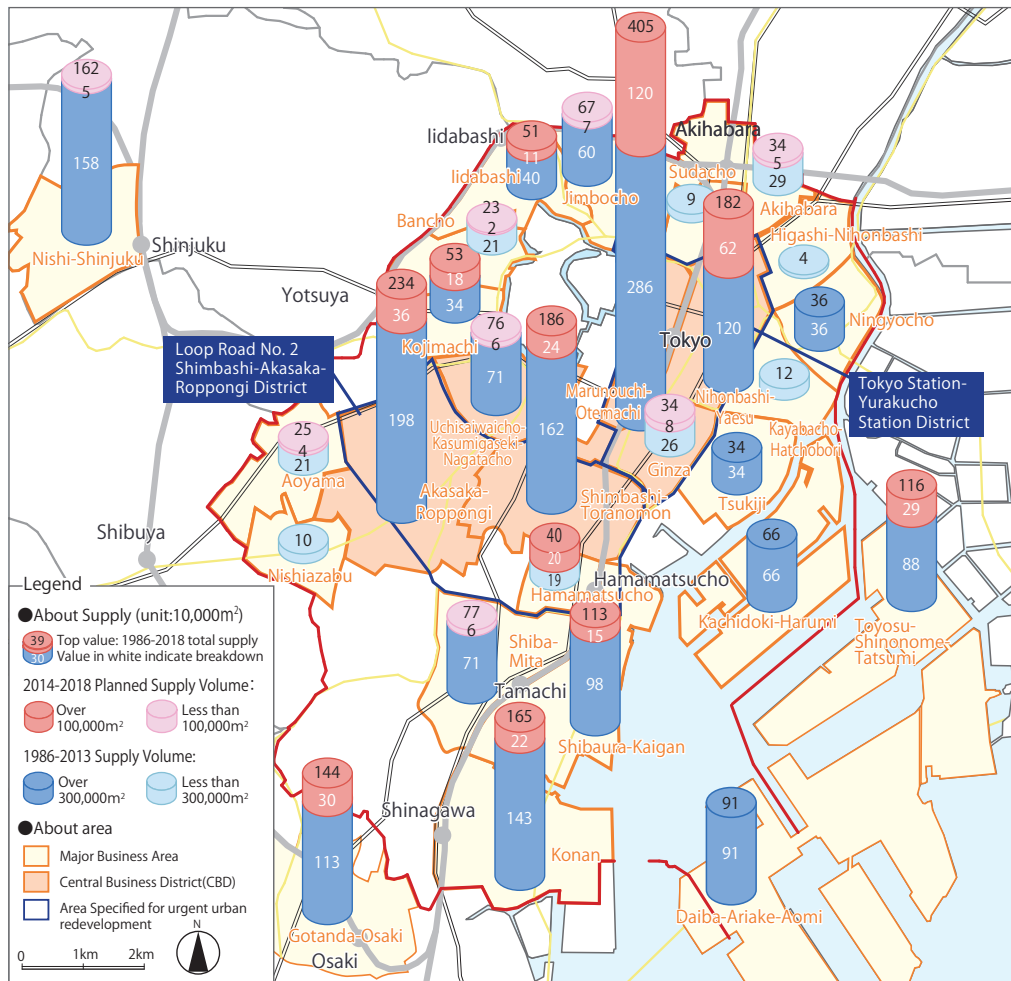 405
120
286
162
5
158
Nishi-Shinjuku
Shinjuku
67
7
60
Jimbocho
Iidabashi
51
11
40
Iidabashi
Akihabara
34
5
29
Akihabara
Sudacho
9
Bancho
23
2
21
182
62
120
Nihonbashi-
Yaesu
Higashi-Nihonbashi
4
36
36
Ningyocho
Yotsuya
53
18
34
Kojimachi
234
36
198
Akasaka-
Roppongi
76
6
71
Uchisaiwaicho-
Kasumigaseki-
Nagatacho
186
24
162
Shimbashi-
Toranomon
Tokyo
Marunouchi-
Otemachi
12
Kayabacho-
Hatchobori
Loop Road No. 2
Shimbashi-Akasaka-
Roppongi District
Tokyo Station-
Yurakucho
Station District
34
8
26
Ginza
34
34
Tsukiji
25
4
21
Aoyama
Shibuya
10
Nishiazabu
40
20
19
Hamamatsucho
Hamamatsucho
66
66
Kachidoki-Harumi
116
29
88
Toyosu-
Shinonome-
Tatsumi
77
6
71
Shiba-
Mita
Tamachi
113
15
98
Shibaura-Kaigan
165
22
143
Konan
Shinagawa
144
30
113
Gotanda-Osaki
Osaki
91
91
Daiba-Ariake-Aomi
Legend
●About Supply (unit:10,000m²)
39
30
Top value: 1986-2018 total supply
Value in white indicate breakdown
2014-2018 Planned Supply Volume:
Over
100,000m²
Less than
100,000m²
1986-2013 Supply Volume:
Over
300,000m²
Less than
300,000m²
●About area
Major Business Area
Central Business District(CBD)
Area Specified for urgent urban
redevelopment
0 1km 2km
N